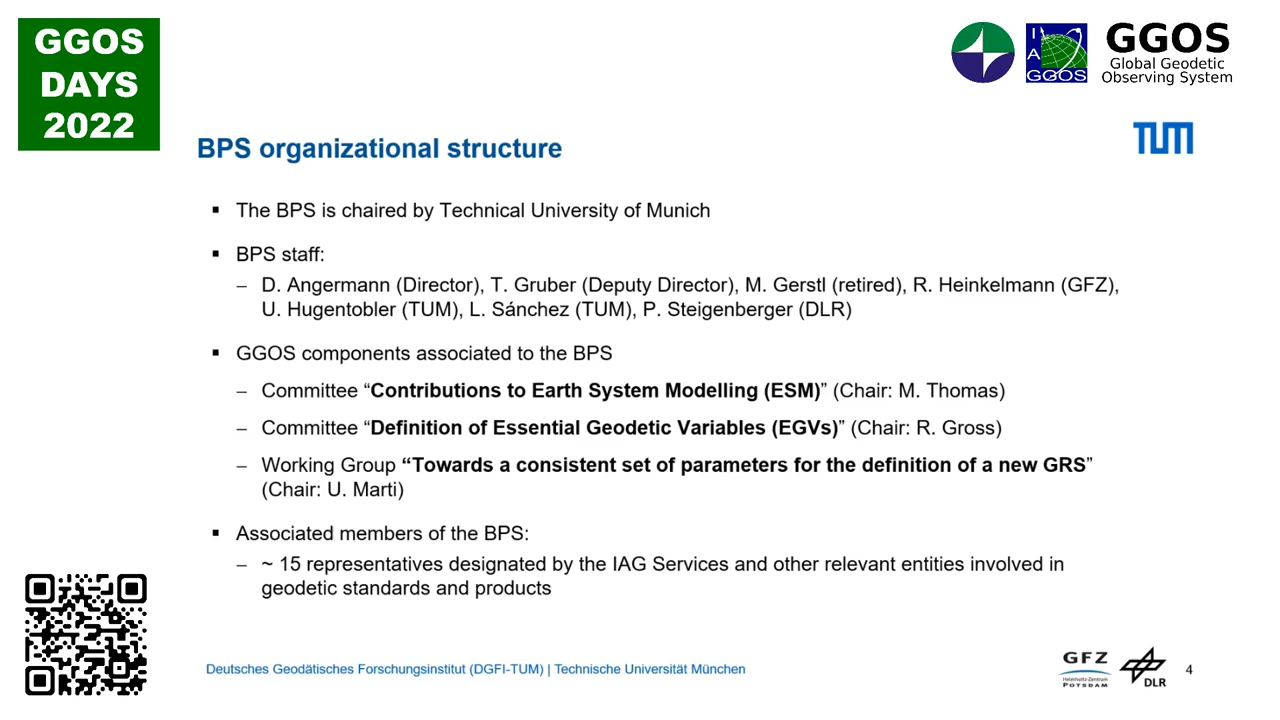 GGOS
DAYS
2022
IAG
GGOS
GGOS
Global Geodetic
Observing System
TUM
BPS organizational structure
▪ The BPS is chaired by Technical University of Munich
▪ BPS staff:
– D. Angermann (Director), T. Gruber (Deputy Director), M. Gerstl (retired), R. Heinkelmann (GFZ),
U. Hugentobler (TUM), L. Sánchez (TUM), P. Steigenberger (DLR)
▪ GGOS components associated to the BPS
– Committee “Contributions to Earth System Modelling (ESM)” (Chair: M. Thomas)
– Committee “Definition of Essential Geodetic Variables (EGVs)” (Chair: R. Gross)
– Working Group “Towards a consistent set of parameters for the definition of a new GRS”
(Chair: U. Marti)
▪ Associated members of the BPS:
– ~ 15 representatives designated by the IAG Services and other relevant entities involved in
geodetic standards and products
Deutsches Geodätisches Forschungsinstitut (DGFI-TUM) | Technische Universität München
GFZ
Helmholtz-Zentrum
POTSDAM
DLR
4